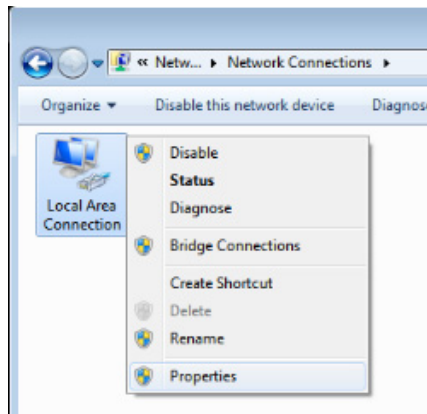 « Netw... ▸ Network Connections ▸
Organize ▾ Disable this network device Diagnos
Local Area
Connection
Disable
Status
Diagnose
Bridge Connections
Create Shortcut
Delete
Rename
Properties